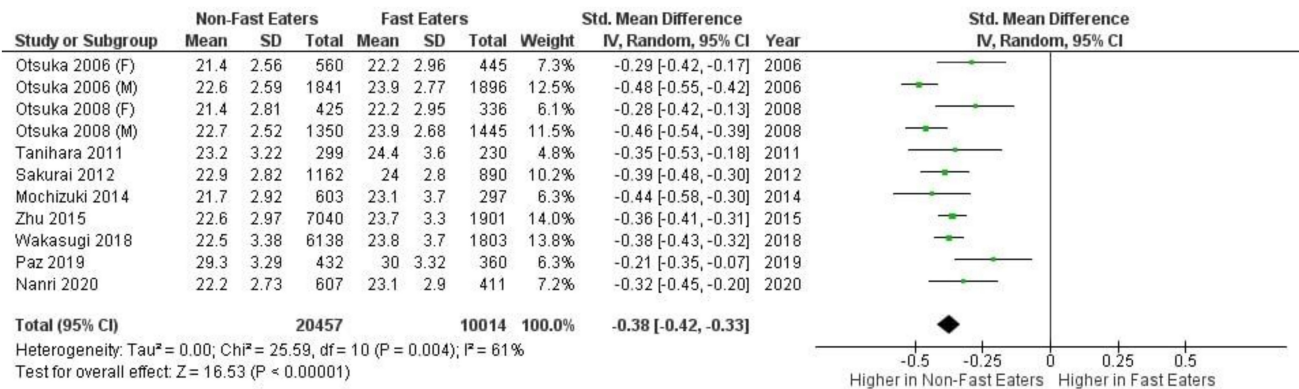 Non-Fast Eaters Fast Eaters Std. Mean Difference Std. Mean Difference
Study or Subgroup Mean SD Total Mean SD Total Weight IV, Random, 95% CI Year IV, Random, 95% CI
Otsuka 2006 (F) 21.4 2.56 560 22.2 2.96 445 7.3% -0.29 [-0.42, -0.17] 2006
Otsuka 2006 (M) 22.6 2.59 1841 23.9 2.77 1896 12.5% -0.48 [-0.55, -0.42] 2006
Otsuka 2008 (F) 21.4 2.81 425 22.2 2.95 336 6.1% -0.28 [-0.42, -0.13] 2008
Otsuka 2008 (M) 22.7 2.52 1350 23.9 2.68 1445 11.5% -0.46 [-0.54, -0.39] 2008
Tanihara 2011 23.2 3.22 299 24.4 3.6 230 4.8% -0.35 [-0.53, -0.18] 2011
Sakurai 2012 22.9 2.82 1162 24 2.8 890 10.2% -0.39 [-0.48, -0.30] 2012
Mochizuki 2014 21.7 2.92 603 23.1 3.7 297 6.3% -0.44 [-0.58, -0.30] 2014
Zhu 2015 22.6 2.97 7040 23.7 3.3 1901 14.0% -0.36 [-0.41, -0.31] 2015
Wakasugi 2018 22.5 3.38 6138 23.8 3.7 1803 13.8% -0.38 [-0.43, -0.32] 2018
Paz 2019 29.3 3.29 432 30 3.32 360 6.3% -0.21 [-0.35, -0.07] 2019
Nanri 2020 22.2 2.73 607 23.1 2.9 411 7.2% -0.32 [-0.45, -0.20] 2020
Total (95% CI) 20457 10014 100.0% -0.38 [-0.42, -0.33]
Heterogeneity: Tau² = 0.00; Chi² = 25.59, df = 10 (P = 0.004); I² = 61%
Test for overall effect: Z = 16.53 (P < 0.00001)
-0.5 -0.25 0 0.25 0.5
Higher in Non-Fast Eaters Higher in Fast Eaters